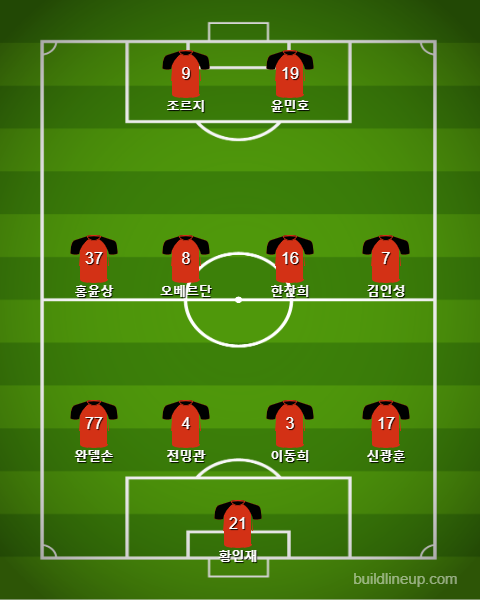 9
19
조르지
윤민호
37
8
16
7
홍윤상
오베르단
한찬희
김인성
77
4
3
17
완델손
전민광
이동희
신광훈
21
황인재
buildlineup.com